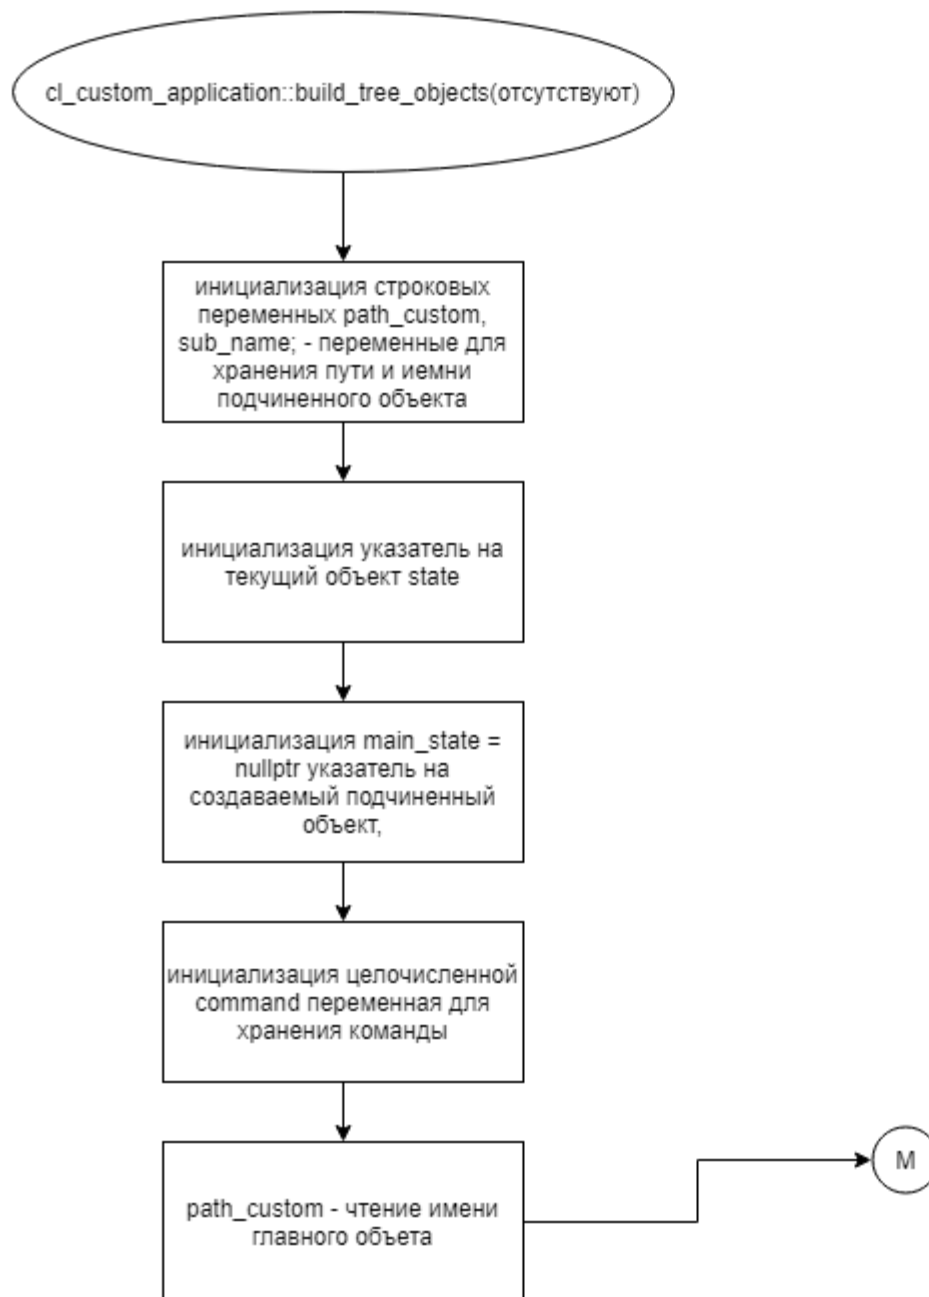 cl_custom_application::build_tree_objects(отсутствуют)
инициализация строковых
переменных path_custom,
sub_name; - переменные для
хранения пути и иемни
подчиненного объекта
инициализация указатель на
текущий объект state
инициализация main_state =
nullptr указатель на
создаваемый подчиненный
объект,
инициализация целочисленной
command переменная для
хранения команды
path_custom - чтение имени
главного объета
М